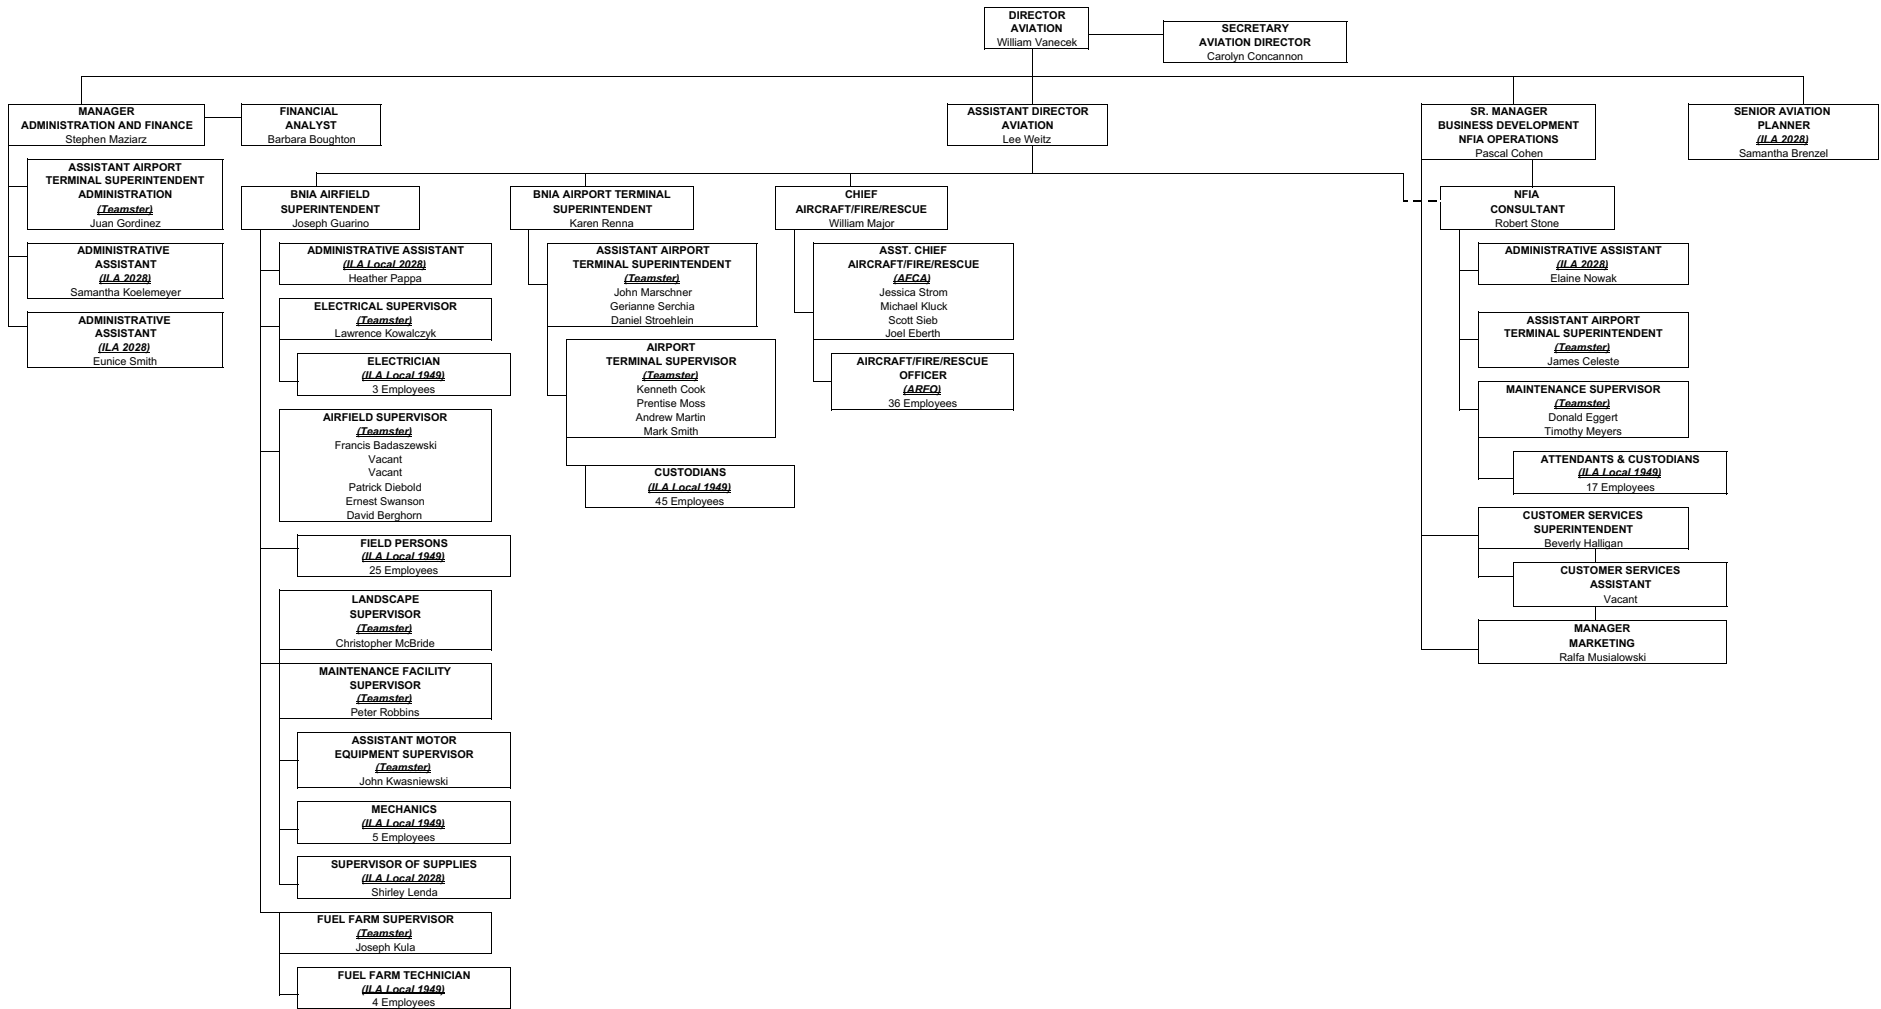 DIRECTOR
AVIATION
William Vanecek
SECRETARY
AVIATION DIRECTOR
Carolyn Concannon
MANAGER
ADMINISTRATION AND FINANCE
Stephen Maziarz
FINANCIAL
ANALYST
Barbara Boughton
ASSISTANT DIRECTOR
AVIATION
Lee Weitz
SR. MANAGER
BUSINESS DEVELOPMENT
NFIA OPERATIONS
Pascal Cohen
SENIOR AVIATION
PLANNER
(ILA 2028)
Samantha Brenzel
ASSISTANT AIRPORT
TERMINAL SUPERINTENDENT
ADMINISTRATION
(Teamster)
Juan Gordinez
ADMINISTRATIVE
ASSISTANT
(ILA 2028)
Samantha Koelemeyer
ADMINISTRATIVE
ASSISTANT
(ILA 2028)
Eunice Smith
BNIA AIRFIELD
SUPERINTENDENT
Joseph Guarino
ADMINISTRATIVE ASSISTANT
(ILA Local 2028)
Heather Pappa
ELECTRICAL SUPERVISOR
(Teamster)
Lawrence Kowalczyk
ELECTRICIAN
(ILA Local 1949)
3 Employees
AIRFIELD SUPERVISOR
(Teamster)
Francis Badaszewski
Vacant
Vacant
Patrick Diebold
Ernest Swanson
David Berghorn
FIELD PERSONS
(ILA Local 1949)
25 Employees
LANDSCAPE
SUPERVISOR
(Teamster)
Christopher McBride
MAINTENANCE FACILITY
SUPERVISOR
(Teamster)
Peter Robbins
ASSISTANT MOTOR
EQUIPMENT SUPERVISOR
(Teamster)
John Kwasniewski
MECHANICS
(ILA Local 1949)
5 Employees
SUPERVISOR OF SUPPLIES
(ILA Local 2028)
Shirley Lenda
FUEL FARM SUPERVISOR
(Teamster)
Joseph Kula
FUEL FARM TECHNICIAN
(ILA Local 1949)
4 Employees
BNIA AIRPORT TERMINAL
SUPERINTENDENT
Karen Renna
ASSISTANT AIRPORT
TERMINAL SUPERINTENDENT
(Teamster)
John Marschner
Gerianne Serchia
Daniel Stroehlein
AIRPORT
TERMINAL SUPERVISOR
(Teamster)
Kenneth Cook
Prentise Moss
Andrew Martin
Mark Smith
CUSTODIANS
(ILA Local 1949)
45 Employees
CHIEF
AIRCRAFT/FIRE/RESCUE
William Major
ASST. CHIEF
AIRCRAFT/FIRE/RESCUE
(AFCA)
Jessica Strom
Michael Kluck
Scott Sieb
Joel Eberth
AIRCRAFT/FIRE/RESCUE
OFFICER
(ARFO)
36 Employees
NFIA
CONSULTANT
Robert Stone
ADMINISTRATIVE ASSISTANT
(ILA 2028)
Elaine Nowak
ASSISTANT AIRPORT
TERMINAL SUPERINTENDENT
(Teamster)
James Celeste
MAINTENANCE SUPERVISOR
(Teamster)
Donald Eggert
Timothy Meyers
ATTENDANTS & CUSTODIANS
(ILA Local 1949)
17 Employees
CUSTOMER SERVICES
SUPERINTENDENT
Beverly Halligan
CUSTOMER SERVICES
ASSISTANT
Vacant
MANAGER
MARKETING
Ralfa Musialowski